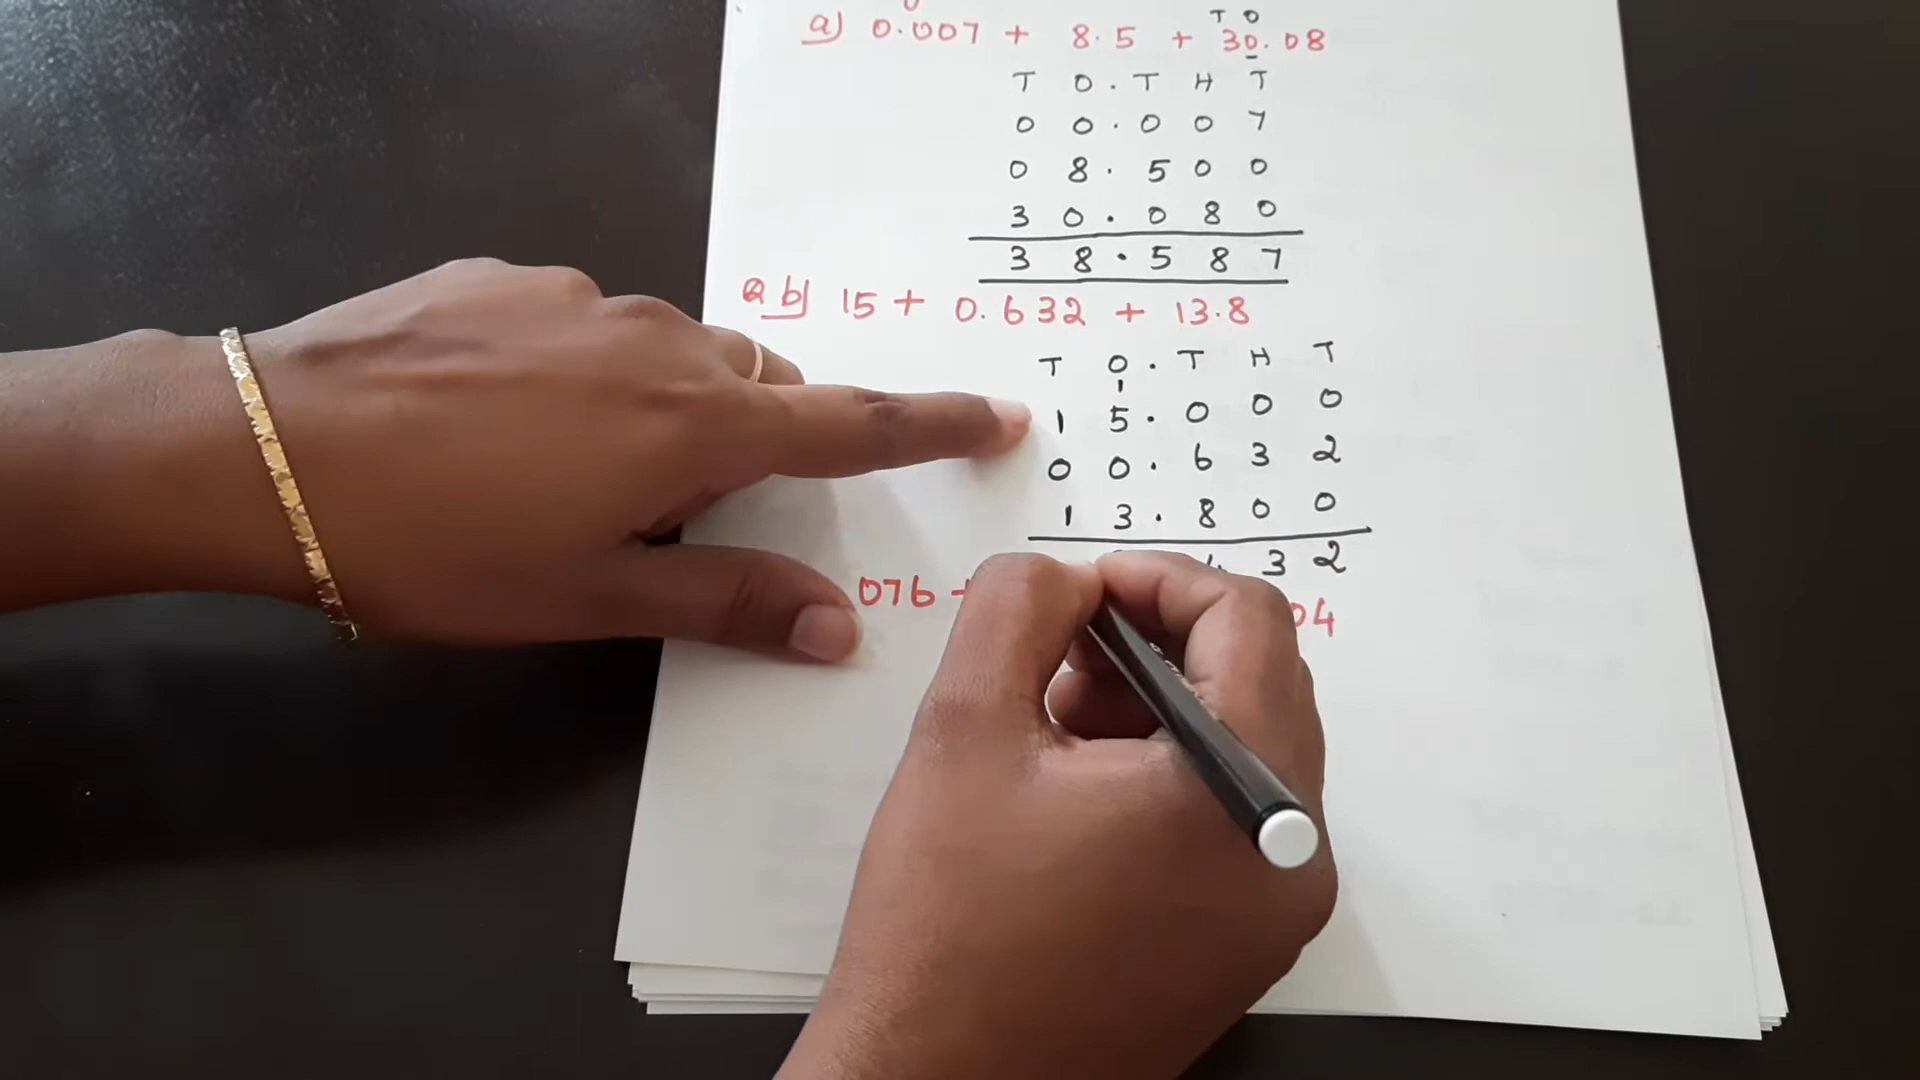 T O
a) 0.007 + 8.5 + 30.08
T O . T H T
0 0 . 0 0 7
0 8 . 5 0 0
3 0 . 0 8 0
3 8 . 5 8 7
b) 15 + 0.632 + 13.8
T O . T H T
1
1 5 . 0 0 0
0 0 . 6 3 2
1 3 . 8 0 0
3 2
076 + 04